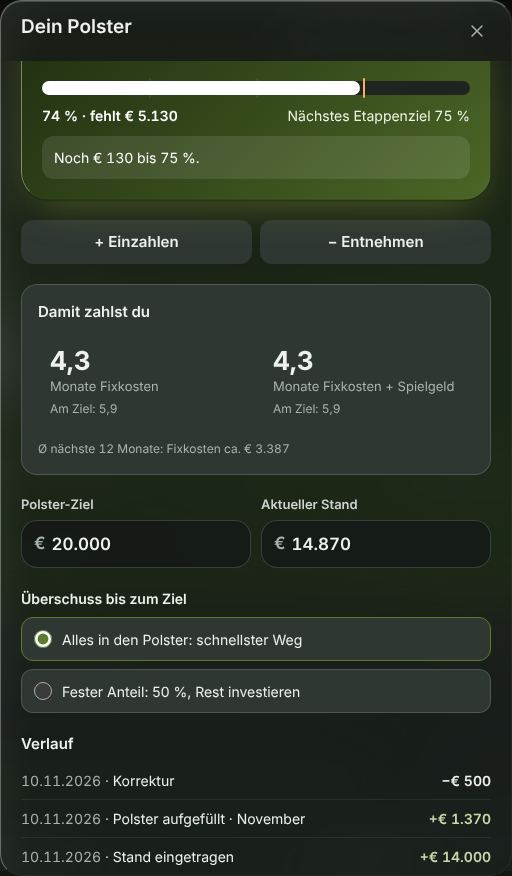 Dein Polster
74 % · fehlt € 5.130
Nächstes Etappenziel 75 %
Noch € 130 bis 75 %.
+ Einzahlen
− Entnehmen
Damit zahlst du
4,3
4,3
Monate Fixkosten
Monate Fixkosten + Spielgeld
Am Ziel: 5,9
Am Ziel: 5,9
Ø nächste 12 Monate: Fixkosten ca. € 3.387
Polster-Ziel
Aktueller Stand
€ 20.000
€ 14.870
Überschuss bis zum Ziel
Alles in den Polster: schnellster Weg
Fester Anteil: 50 %, Rest investieren
Verlauf
10.11.2026 · Korrektur −€ 500
10.11.2026 · Polster aufgefüllt · November +€ 1.370
10.11.2026 · Stand eingetragen +€ 14.000